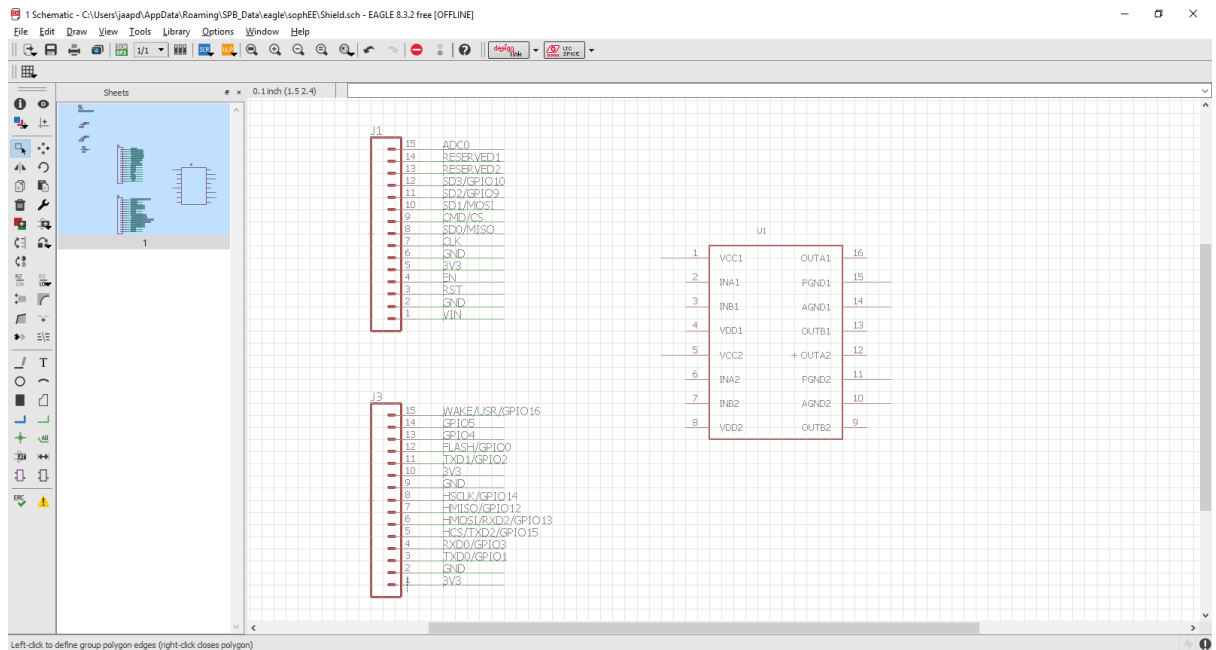 1 Schematic - C:\Users\jaapd\AppData\Roaming\SPB_Data\eagle\sophEE\Shield.sch - EAGLE 8.3.2 free [OFFLINE]
File Edit Draw View Tools Library Options Window Help
1/1
SCR
ULP
design link
LTC SPICE
Sheets
0.1 inch (1.5 2.4)
1
J1
15 ADC0
14 RESERVED1
13 RESERVED2
12 SD3/GPIO10
11 SD2/GPIO9
10 SD1/MOSI
9 CMD/CS
8 SD0/MISO
7 CLK
6 GND
5 3V3
4 EN
3 RST
2 GND
1 VIN
J3
15 WAKE/USR/GPIO16
14 GPIO5
13 GPIO4
12 FLASH/GPIO0
11 TXD1/GPIO2
10 3V3
9 GND
8 HSCLK/GPIO14
7 HMISO/GPIO12
6 HMOSI/RXD2/GPIO13
5 HCS/TXD2/GPIO15
4 RXD0/GPIO3
3 TXD0/GPIO1
2 GND
1 3V3
U1
1 VCC1 OUTA1 16
2 INA1 PGND1 15
3 INB1 AGND1 14
4 VDD1 OUTB1 13
5 VCC2 + OUTA2 12
6 INA2 PGND2 11
7 INB2 AGND2 10
8 VDD2 OUTB2 9
T
ERC
Left-click to define group polygon edges (right-click closes polygon)